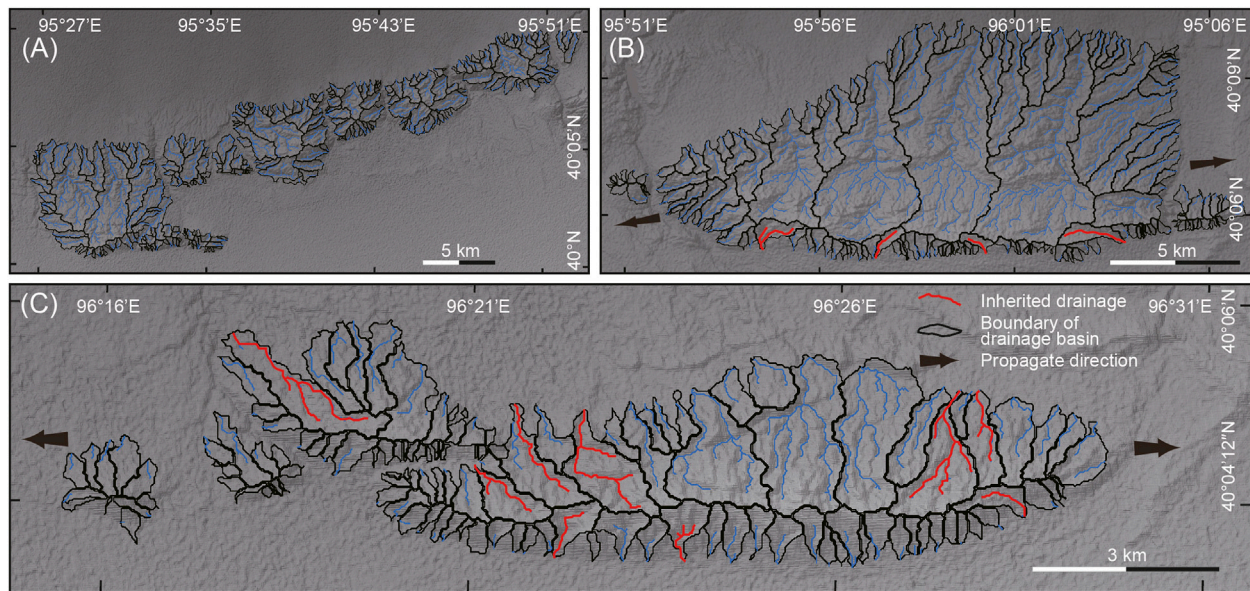 (A)
95°27′E
95°35′E
95°43′E
95°51′E
40°05′N
40°N
5 km
(B)
95°51′E
95°56′E
96°01′E
95°06′E
40°09′N
40°06′N
5 km
(C)
96°16′E
96°21′E
96°26′E
96°31′E
40°06′N
40°04′12″N
Inherited drainage
Boundary of
drainage basin
Propagate direction
3 km